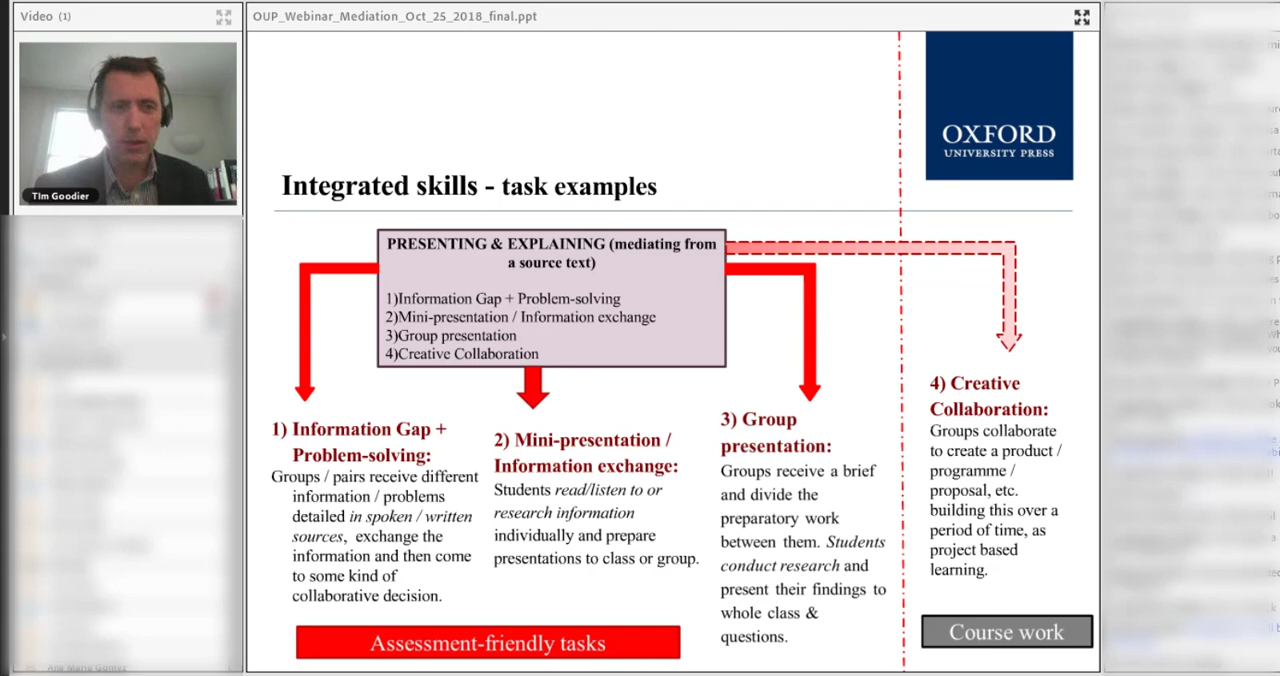 Video (1)
TIm Goodier
OUP_Webinar_Mediation_Oct_25_2018_final.ppt
OXFORD
UNIVERSITY PRESS
Integrated skills - task examples
PRESENTING & EXPLAINING (mediating from
a source text)
1)Information Gap + Problem-solving
2)Mini-presentation / Information exchange
3)Group presentation
4)Creative Collaboration
1) Information Gap +
Problem-solving:
Groups / pairs receive different
information / problems
detailed in spoken / written
sources, exchange the
information and then come
to some kind of
collaborative decision.
2) Mini-presentation /
Information exchange:
Students read/listen to or
research information
individually and prepare
presentations to class or group.
3) Group
presentation:
Groups receive a brief
and divide the
preparatory work
between them. Students
conduct research and
present their findings to
whole class &
questions.
4) Creative
Collaboration:
Groups collaborate
to create a product /
programme /
proposal, etc.
building this over a
period of time, as
project based
learning.
Assessment-friendly tasks
Course work